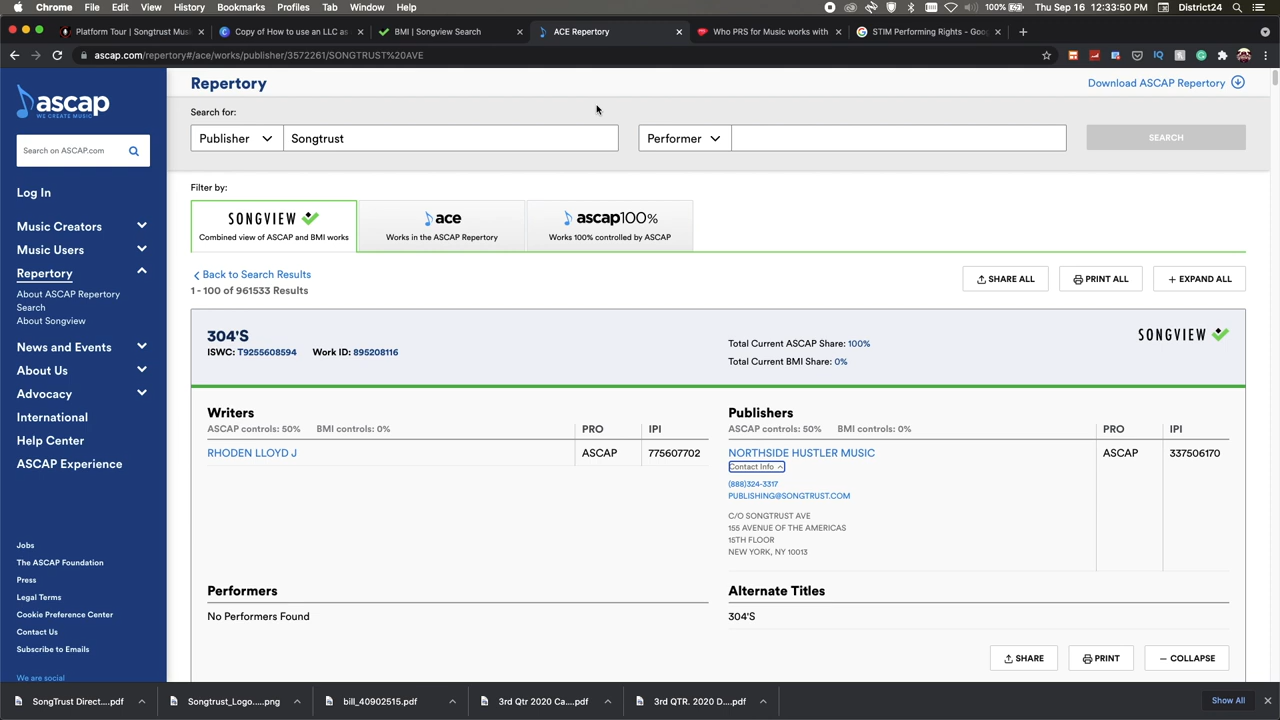 Chrome File Edit View History Bookmarks Profiles Tab Window Help
100% Thu Sep 16 12:33:50 PM District24
Platform Tour | Songtrust Mus
Copy of How to use an LLC as
BMI | Songview Search
ACE Repertory
Who PRS for Music works with
STIM Performing Rights - Goo
ascap.com/repertory#/ace/works/publisher/3572261/SONGTRUST%20AVE
ascap
WE CREATE MUSIC
Search on ASCAP.com
Log In
Music Creators
Music Users
Repertory
About ASCAP Repertory
Search
About Songview
News and Events
About Us
Advocacy
International
Help Center
ASCAP Experience
Jobs
The ASCAP Foundation
Press
Legal Terms
Cookie Preference Center
Contact Us
Subscribe to Emails
We are social
Repertory
Download ASCAP Repertory
Search for:
Publisher Songtrust Performer SEARCH
Filter by:
SONGVIEW
Combined view of ASCAP and BMI works
ace
Works in the ASCAP Repertory
ascap100%
Works 100% controlled by ASCAP
Back to Search Results
1 - 100 of 961533 Results
SHARE ALL PRINT ALL + EXPAND ALL
304'S
ISWC: T9255608594 Work ID: 895208116
Total Current ASCAP Share: 100%
Total Current BMI Share: 0%
SONGVIEW
Writers
ASCAP controls: 50% BMI controls: 0% PRO IPI
RHODEN LLOYD J ASCAP 775607702
Publishers
ASCAP controls: 50% BMI controls: 0% PRO IPI
NORTHSIDE HUSTLER MUSIC ASCAP 337506170
Contact Info
(888)324-3317
PUBLISHING@SONGTRUST.COM
C/O SONGTRUST AVE
155 AVENUE OF THE AMERICAS
15TH FLOOR
NEW YORK, NY 10013
Performers
No Performers Found
Alternate Titles
304'S
SHARE PRINT — COLLAPSE
SongTrust Direct....pdf
Songtrust_Logo.....png
bill_40902515.pdf
3rd Qtr 2020 Ca....pdf
3rd QTR. 2020 D....pdf
Show All